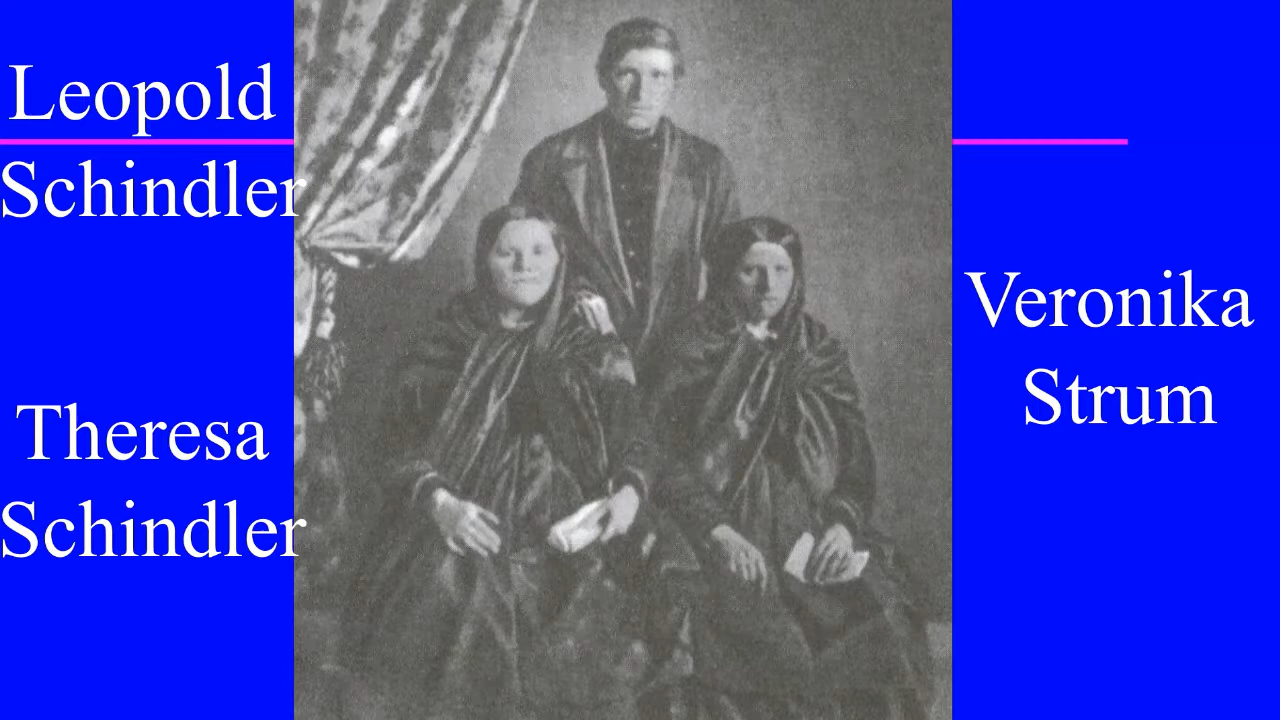 Leopold
Schindler
Theresa
Schindler
Veronika
Strum